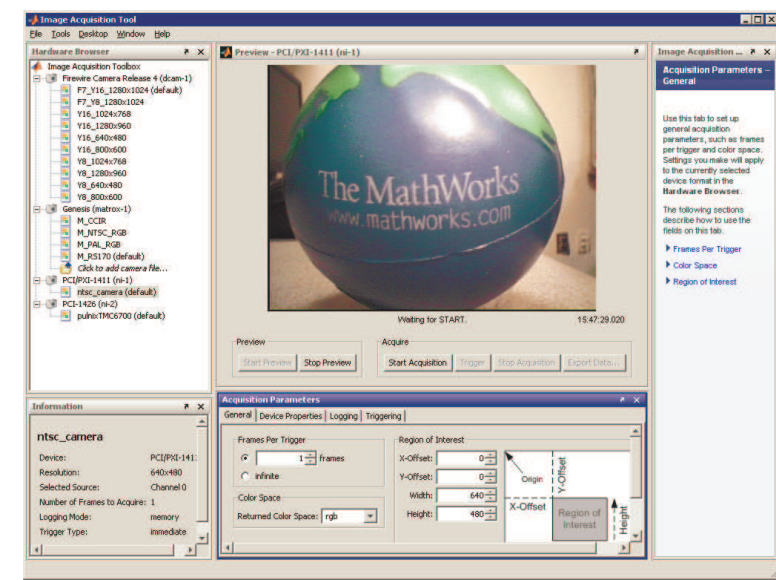 Image Acquisition Tool
File Tools Desktop Window Help
Hardware Browser
Image Acquisition Toolbox
Firewire Camera Release 4 (dcam-1)
F7_Y16_1280x1024 (default)
F7_Y8_1280x1024
Y16_1024x768
Y16_1280x960
Y16_640x480
Y16_800x600
Y8_1024x768
Y8_1280x960
Y8_640x480
Y8_800x600
Genesis (matrox-1)
M_CCIR
M_NTSC_RGB
M_PAL_RGB
M_RS170 (default)
Click to add camera file...
PCI/PXI-1411 (ni-1)
ntsc_camera (default)
PCI-1426 (ni-2)
pulnixTMC6700 (default)
Preview - PCI/PXI-1411 (ni-1)
The MathWorks
www.mathworks.com
Waiting for START. 15:47:29.020
Preview
Start Preview Stop Preview
Acquire
Start Acquisition Trigger Stop Acquisition Export Data...
Image Acquisition ...
Acquisition Parameters –
General
Use this tab to set up
general acquisition
parameters, such as frames
per trigger and color space.
Settings you make will apply
to the currently selected
device format in the
Hardware Browser.
The following sections
describe how to use the
fields on this tab.
Frames Per Trigger
Color Space
Region of Interest
Information
ntsc_camera
Device: PCI/PXI-141:
Resolution: 640x480
Selected Source: Channel 0
Number of Frames to Acquire: 1
Logging Mode: memory
Trigger Type: immediate
Acquisition Parameters
General Device Properties Logging Triggering
Frames Per Trigger
1 frames
infinite
Color Space
Returned Color Space: rgb
Region of Interest
X-Offset: 0
Y-Offset: 0
Width: 640
Height: 480
Origin
Y-Offset
X-Offset
Region of
Interest
Height